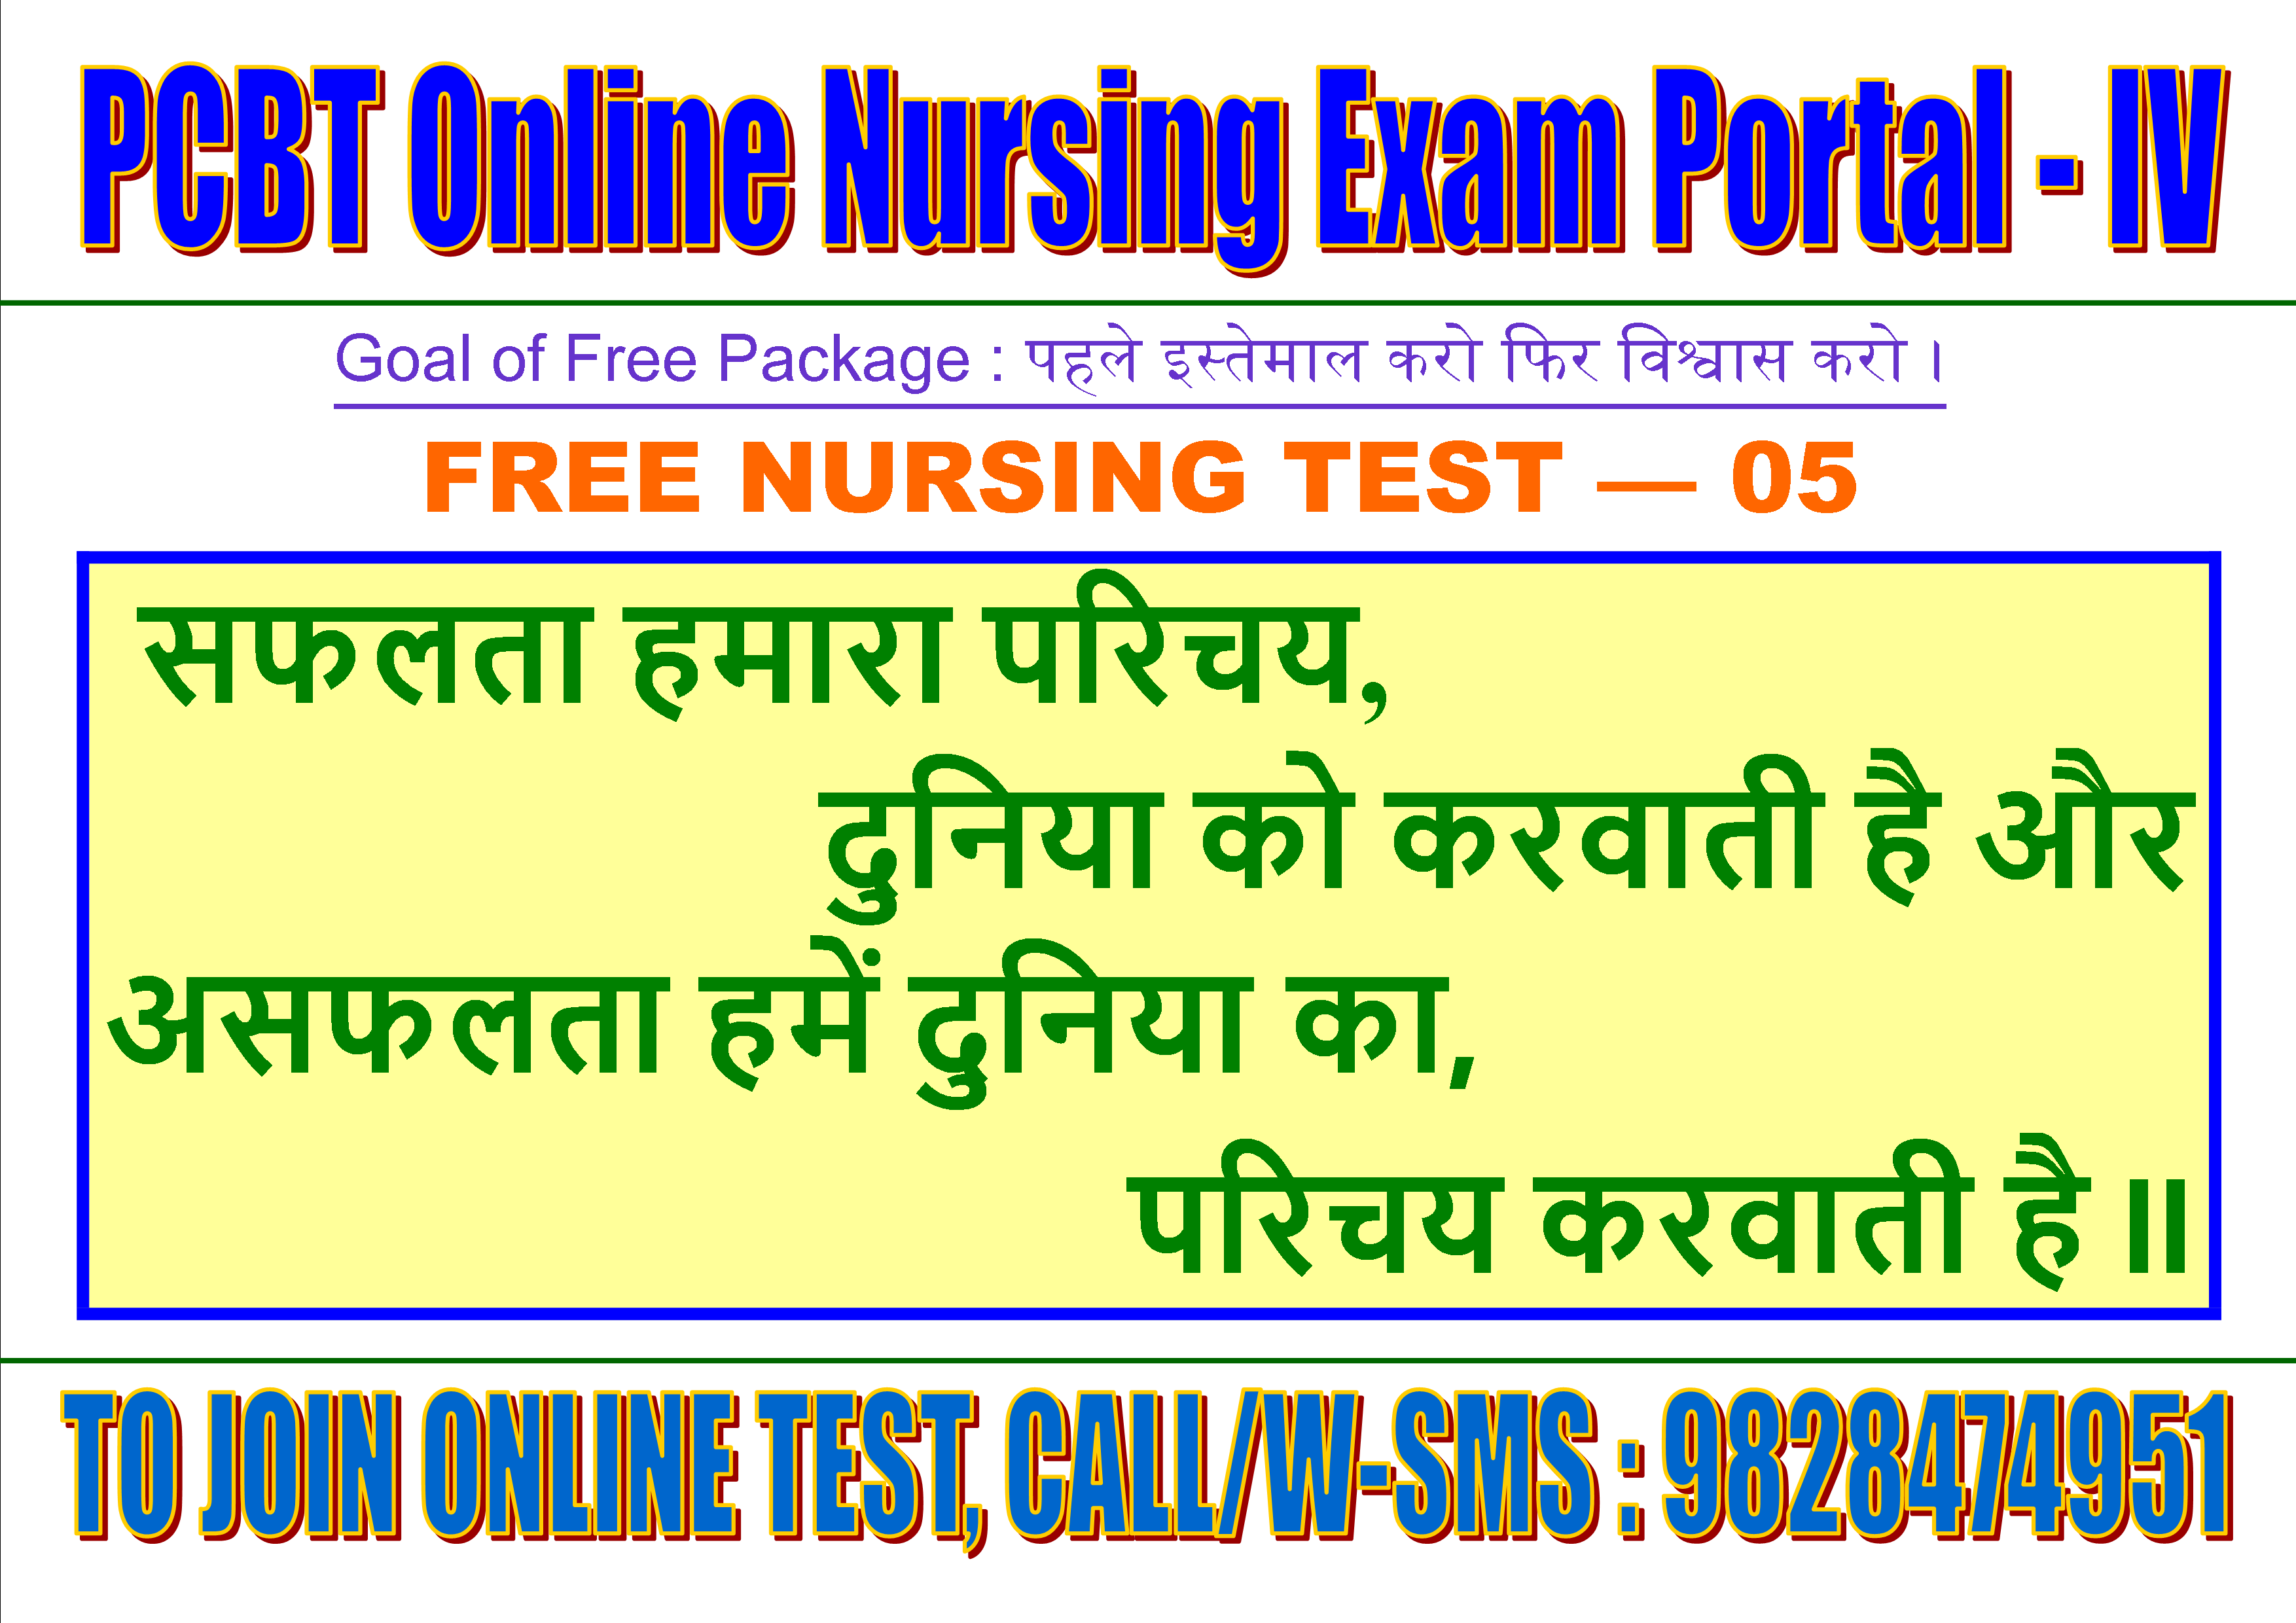 PCBT Online Nursing Exam Portal - IV
Goal of Free Package : पहले इस्तेमाल करो फिर विश्वास करो ।
FREE NURSING TEST — 05
सफलता हमारा परिचय,
दुनिया को करवाती है और
असफलता हमें दुनिया का,
परिचय करवाती है ॥
TO JOIN ONLINE TEST, CALL/W-SMS : 9828474951